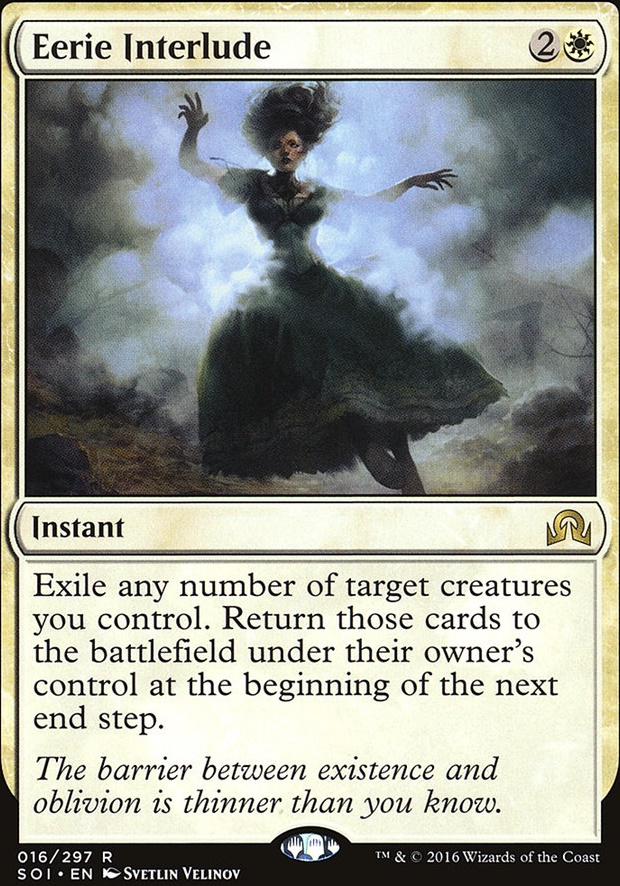 Eerie Interlude 2
Instant
Exile any number of target creatures
you control. Return those cards to
the battlefield under their owner's
control at the beginning of the next
end step.
The barrier between existence and
oblivion is thinner than you know.
016/297 R
SOI • EN Svetlin Velinov
™ & © 2016 Wizards of the Coast